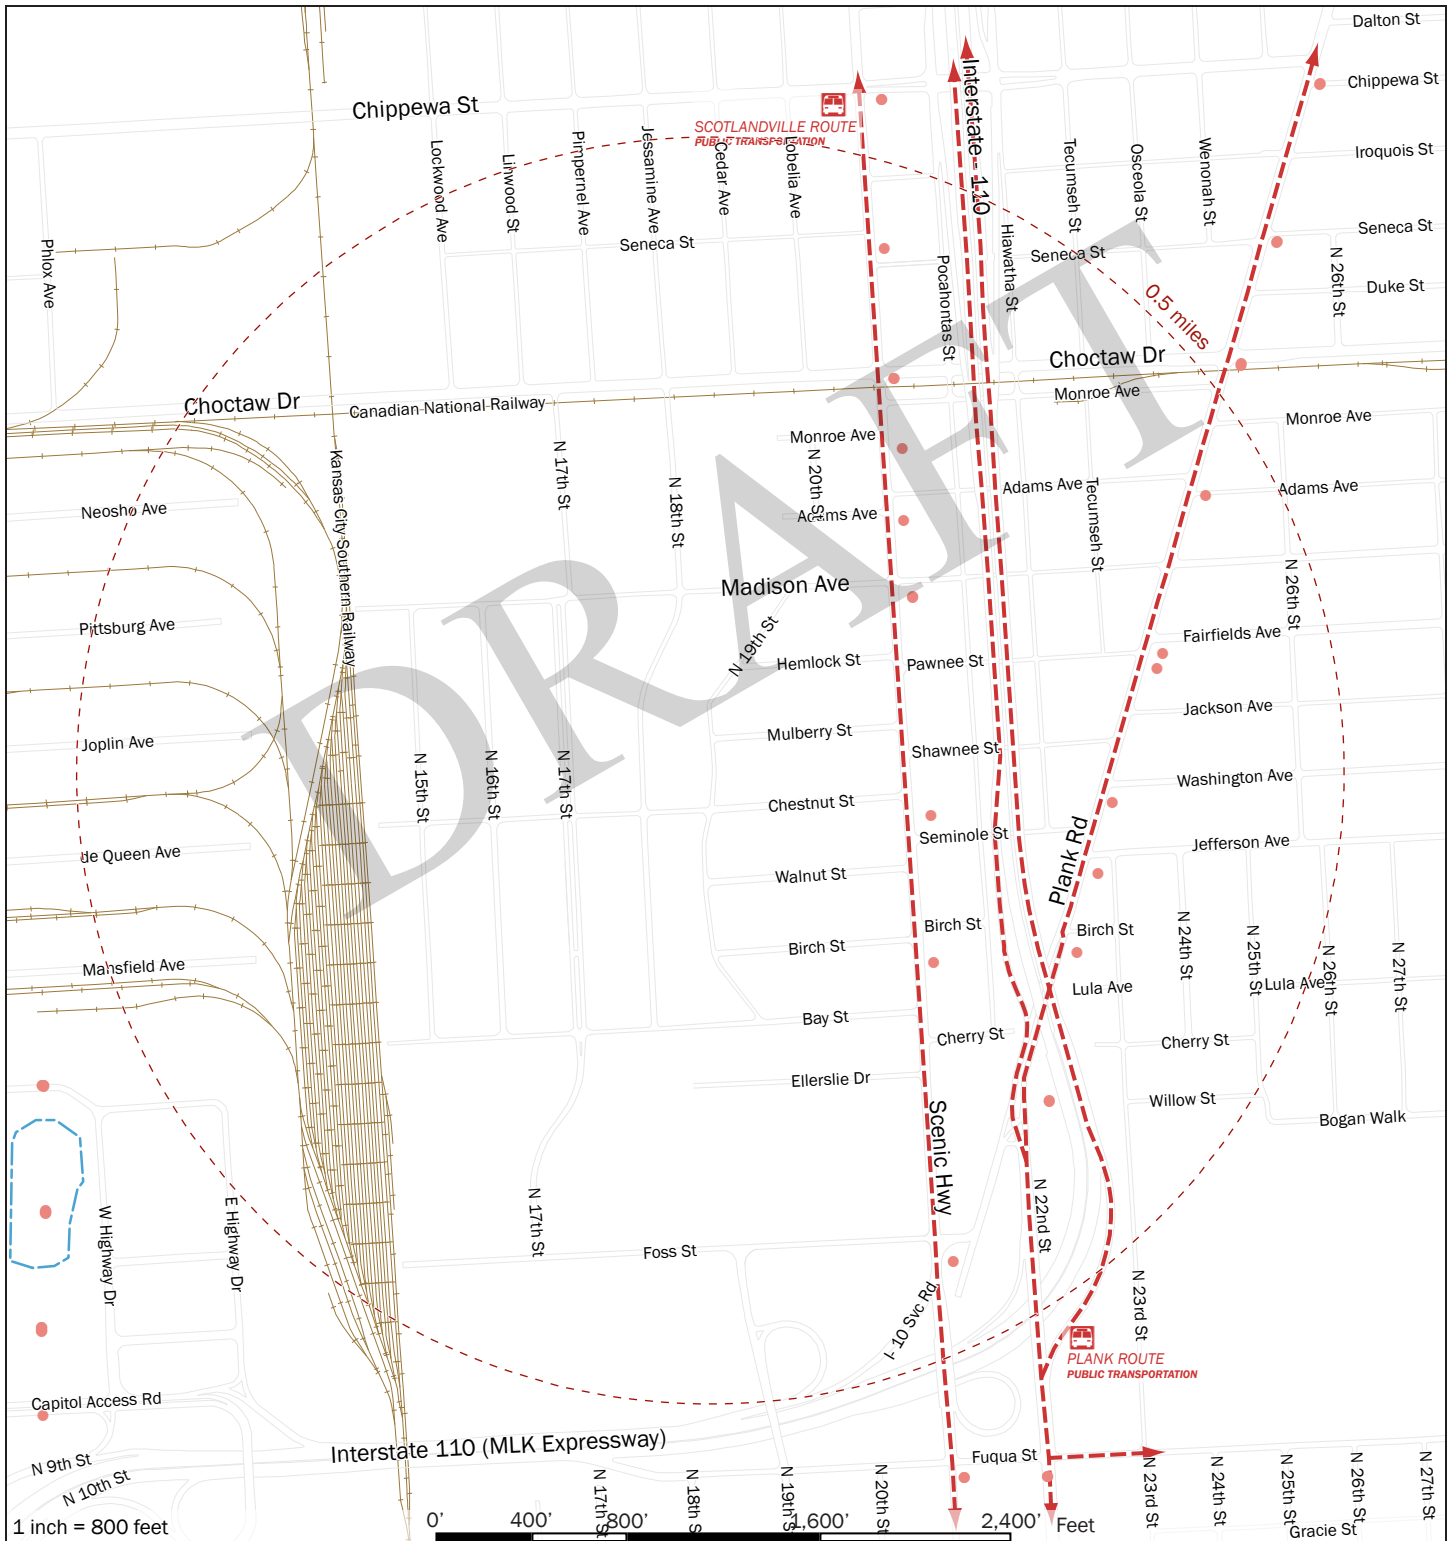 Dalton St
Chippewa St
Chippewa St
SCOTLANDVILLE ROUTE
PUBLIC TRANSPORTATION
Interstate - 110
Iroquois St
Lockwood Ave
Linwood St
Pimpernel Ave
Jessamine Ave
Cedar Ave
Lobelia Ave
Tecumseh St
Osceola St
Wenonah St
Phlox Ave
Seneca St
Seneca St
Seneca St
Pocahontas St
Hiawatha St
N 26th St
Duke St
0.5 miles
Choctaw Dr
Choctaw Dr
Canadian National Railway
Monroe Ave
Monroe Ave
Monroe Ave
Kansas City Southern Railway
N 17th St
N 18th St
N 20th St
Adams Ave
Adams Ave
Adams Ave
Tecumseh St
Neosho Ave
DRAFT
Madison Ave
N 26th St
Pittsburg Ave
N 19th St
Hemlock St
Pawnee St
Fairfields Ave
Jackson Ave
Joplin Ave
Mulberry St
Shawnee St
N 15th St
N 16th St
N 17th St
Washington Ave
Chestnut St
Seminole St
Plank Rd
Jefferson Ave
de Queen Ave
Walnut St
Birch St
Birch St
Birch St
N 24th St
N 25th St
N 26th St
N 27th St
Mansfield Ave
Lula Ave
Lula Ave
Bay St
Cherry St
Cherry St
Ellerslie Dr
Willow St
Bogan Walk
Scenic Hwy
N 17th St
N 22nd St
W Highway Dr
E Highway Dr
Foss St
I- 10 Svc Rd
N 23rd St
PLANK ROUTE
PUBLIC TRANSPORTATION
Capitol Access Rd
Interstate 110 (MLK Expressway)
Fuqua St
N 9th St
N 10th St
N 17th St
N 18th S
N 19th S
N 20th St
N 23rd St
N 24th St
N 25th St
N 26th St
N 27th St
Gracie St
1 inch = 800 feet
0’ 400’ 800’ 1,600’ 2,400’ Feet